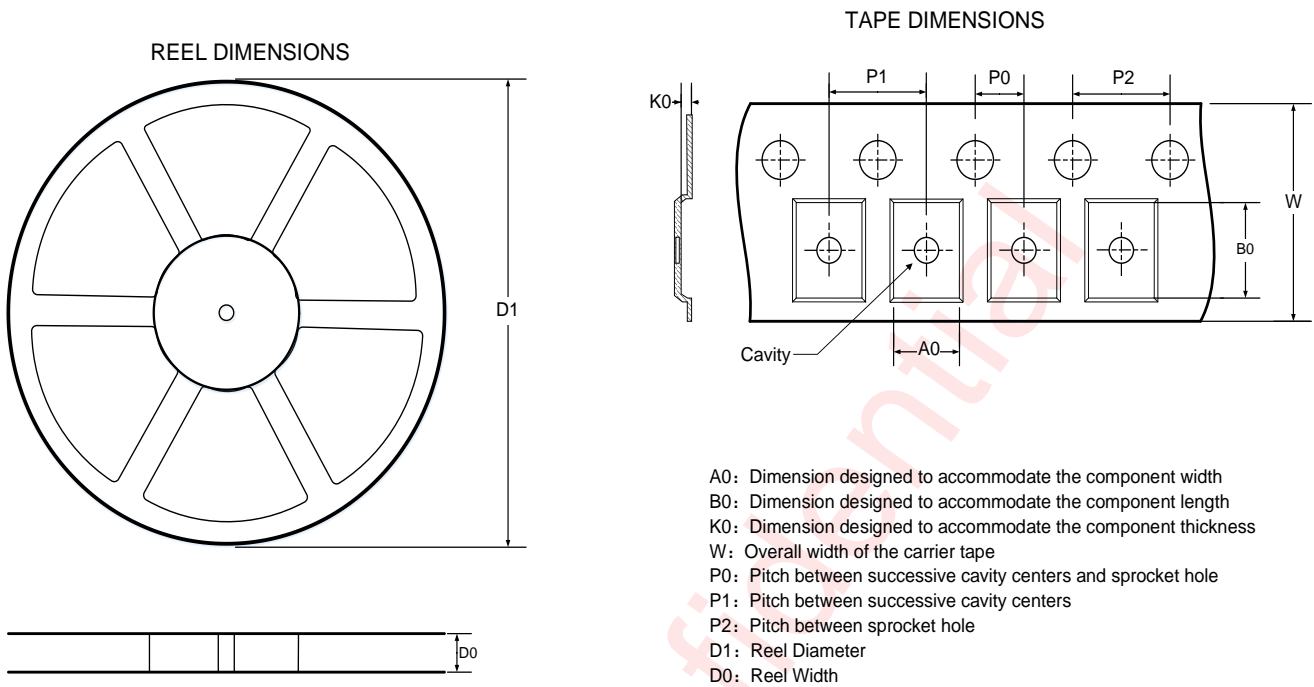 TAPE DIMENSIONS
REEL DIMENSIONS
P1
P0
P2
K0
W
B0
D1
Cavity
A0
A0：Dimension designed to accommodate the component width
B0：Dimension designed to accommodate the component length
K0：Dimension designed to accommodate the component thickness
W：Overall width of the carrier tape
P0：Pitch between successive cavity centers and sprocket hole
P1：Pitch between successive cavity centers
P2：Pitch between sprocket hole
D1：Reel Diameter
D0：Reel Width
D0
fidential